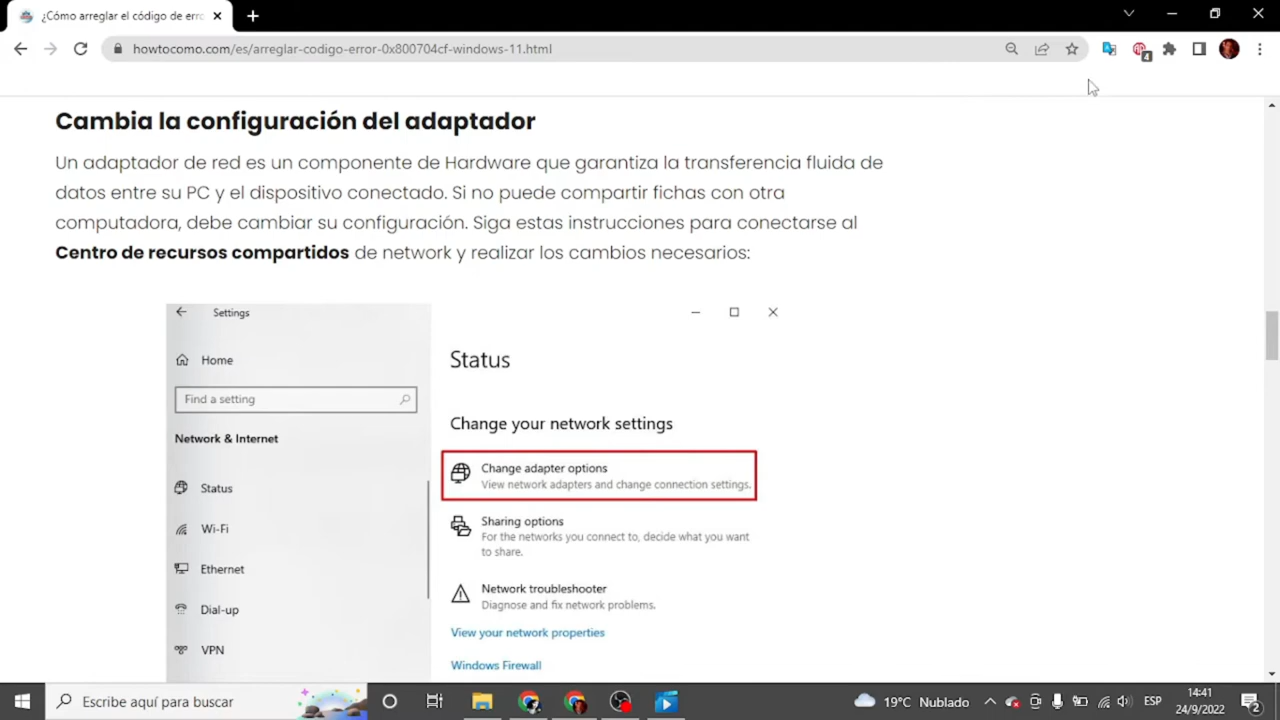 ¿Cómo arreglar el código de erro
howtocomo.com/es/arreglar-codigo-error-0x800704cf-windows-11.html
4
Cambia la configuración del adaptador
Un adaptador de red es un componente de Hardware que garantiza la transferencia fluida de
datos entre su PC y el dispositivo conectado. Si no puede compartir fichas con otra
computadora, debe cambiar su configuración. Siga estas instrucciones para conectarse al
Centro de recursos compartidos de network y realizar los cambios necesarios:
Settings
Home
Find a setting
Network & Internet
Status
Wi-Fi
Ethernet
Dial-up
VPN
Status
Change your network settings
Change adapter options
View network adapters and change connection settings.
Sharing options
For the networks you connect to, decide what you want
to share.
Network troubleshooter
Diagnose and fix network problems.
View your network properties
Windows Firewall
Escribe aquí para buscar
19°C Nublado
ESP
14:41
24/9/2022
2